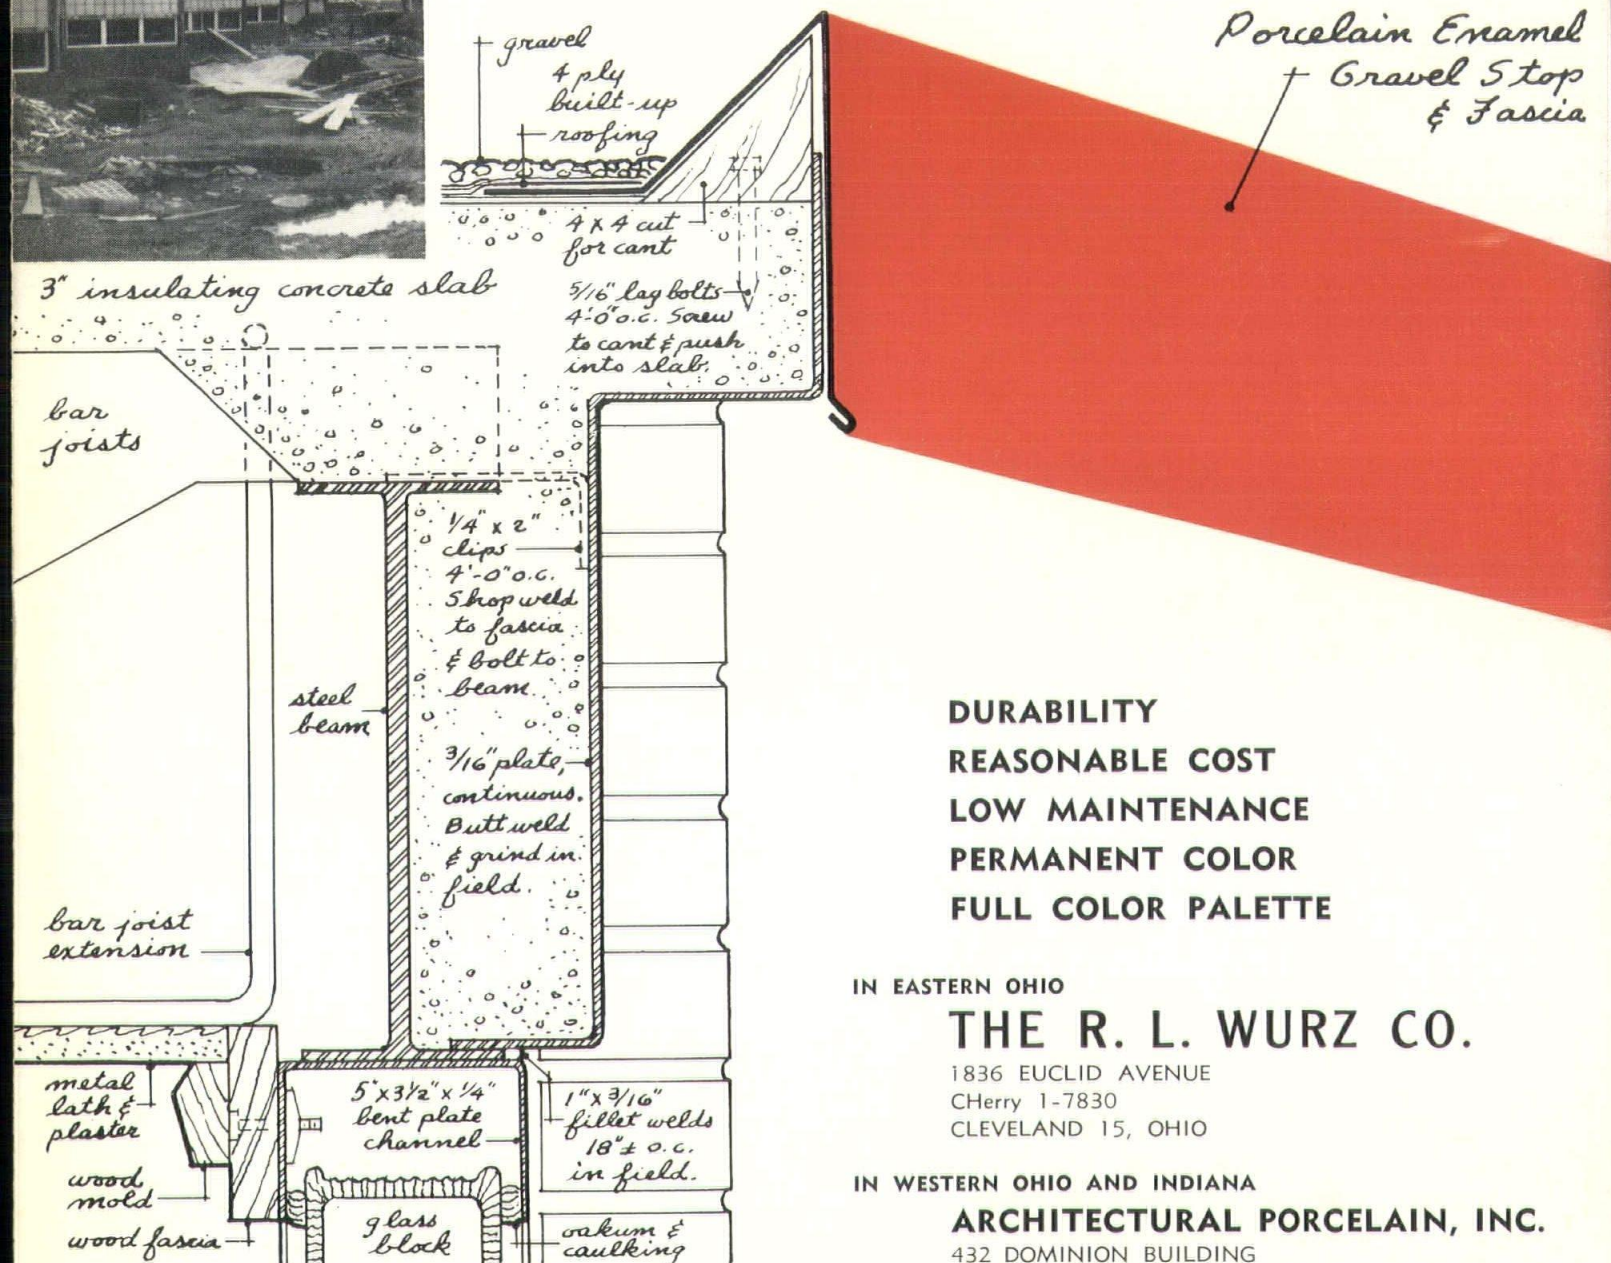 gravel
4 ply
built-up
roofing
Porcelain Enamel
Gravel Stop
& Fascia
4 x 4 cut
for cant
3" insulating concrete slab
5/16" lag bolts
4'-0" o.c. Screw
to cant & push
into slab.
bar
joists
1/4" x 2"
clips
4'-0" o.c.
Shop weld
to fascia
& bolt to
beam.
steel
beam
3/16" plate,
continuous.
Butt weld
& grind in
field.
bar joist
extension
metal
lath &
plaster
wood
mold
wood fascia
5" x 3 1/2" x 1/4"
bent plate
channel
glass
block
1" x 3/16"
fillet welds
18" ± o.c.
in field.
oakum &
caulking
DURABILITY
REASONABLE COST
LOW MAINTENANCE
PERMANENT COLOR
FULL COLOR PALETTE
IN EASTERN OHIO
THE R. L. WURZ CO.
1836 EUCLID AVENUE
CHerry 1-7830
CLEVELAND 15, OHIO
IN WESTERN OHIO AND INDIANA
ARCHITECTURAL PORCELAIN, INC.
432 DOMINION BUILDING